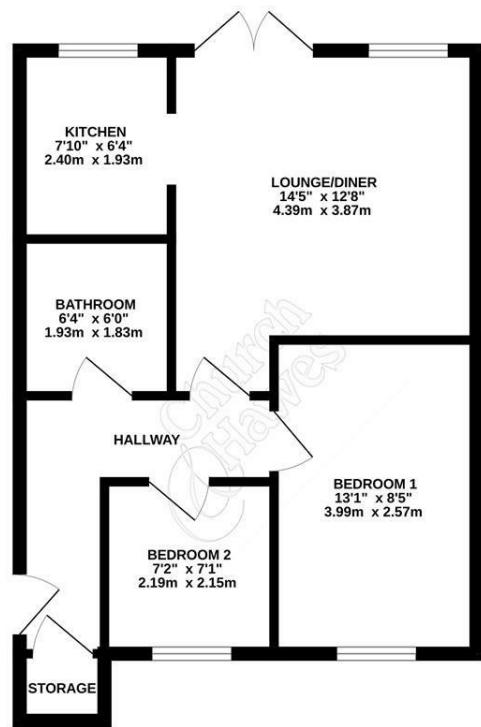 KITCHEN
7'10" x 6'4"
2.40m x 1.93m
LOUNGE/DINER
14'5" x 12'8"
4.39m x 3.87m
BATHROOM
6'4" x 6'0"
1.93m x 1.83m
Church
& Hawes
HALLWAY
BEDROOM 1
13'1" x 8'5"
3.99m x 2.57m
BEDROOM 2
7'2" x 7'1"
2.19m x 2.15m
STORAGE